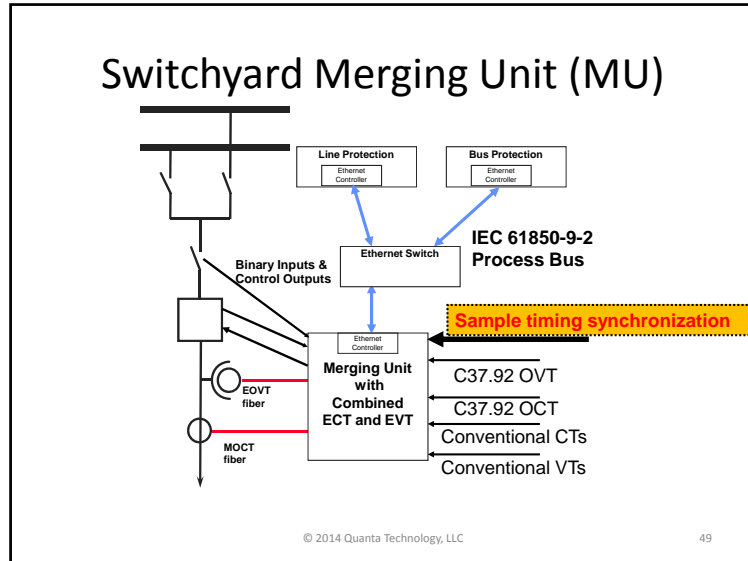 Switchyard Merging Unit (MU)
Line Protection
Ethernet
Controller
Bus Protection
Ethernet
Controller
IEC 61850-9-2
Process Bus
Ethernet Switch
Binary Inputs &
Control Outputs
Sample timing synchronization
Ethernet
Controller
Merging Unit
with
Combined
ECT and EVT
C37.92 OVT
C37.92 OCT
Conventional CTs
Conventional VTs
EOVT
fiber
MOCT
fiber
© 2014 Quanta Technology, LLC
49